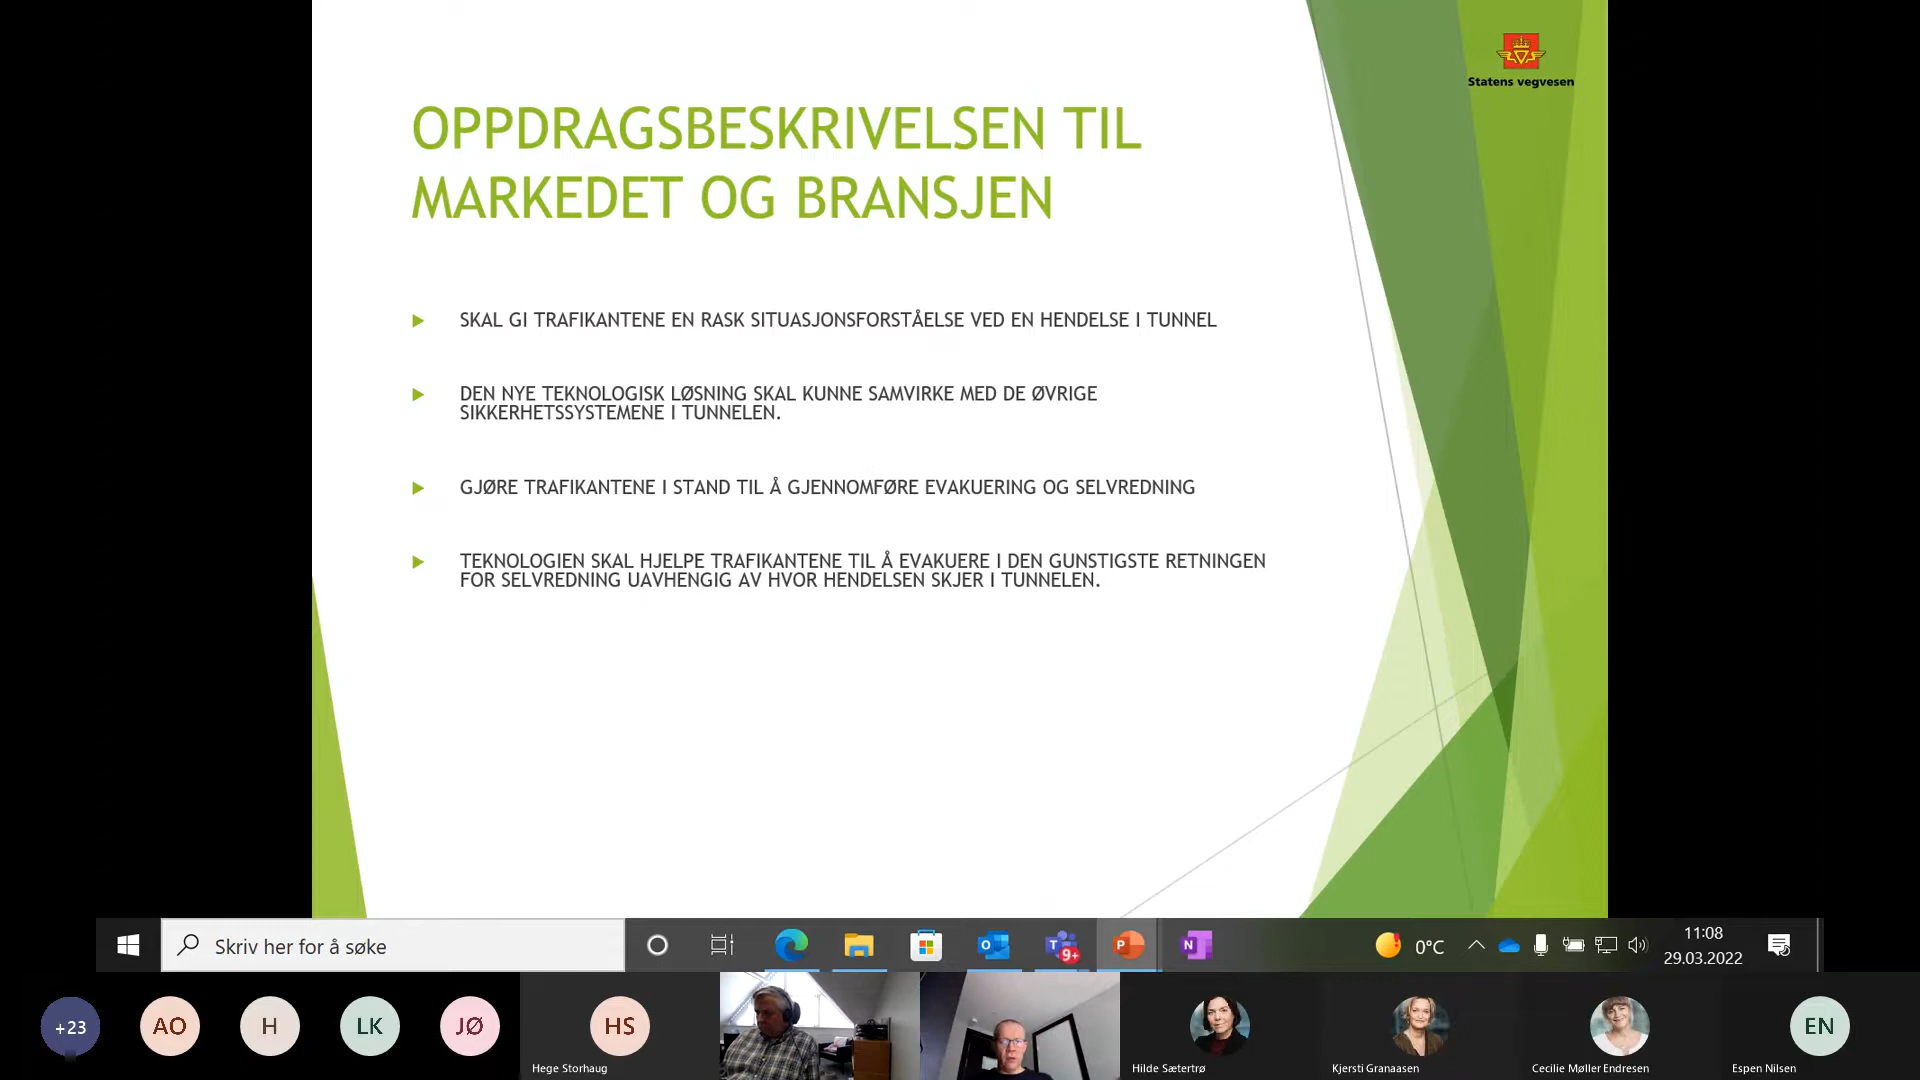 Statens vegvesen
OPPDRAGSBESKRIVELSEN TIL
MARKEDET OG BRANSJEN
SKAL GI TRAFIKANTENE EN RASK SITUASJONSFORSTÅELSE VED EN HENDELSE I TUNNEL
DEN NYE TEKNOLOGISK LØSNING SKAL KUNNE SAMVIRKE MED DE ØVRIGE
SIKKERHETSSYSTEMENE I TUNNELEN.
GJØRE TRAFIKANTENE I STAND TIL Å GJENNOMFØRE EVAKUERING OG SELVREDNING
TEKNOLOGIEN SKAL HJELPE TRAFIKANTENE TIL Å EVAKUERE I DEN GUNSTIGSTE RETNINGEN
FOR SELVREDNING UAVHENGIG AV HVOR HENDELSEN SKJER I TUNNELEN.
Skriv her for å søke
O
T
9+
P
N
0°C
11:08
29.03.2022
+23
AO
H
LK
JØ
HS
EN
Hege Storhaug
Hilde Sætertrø
Kjersti Granaasen
Cecilie Møller Endresen
Espen Nilsen